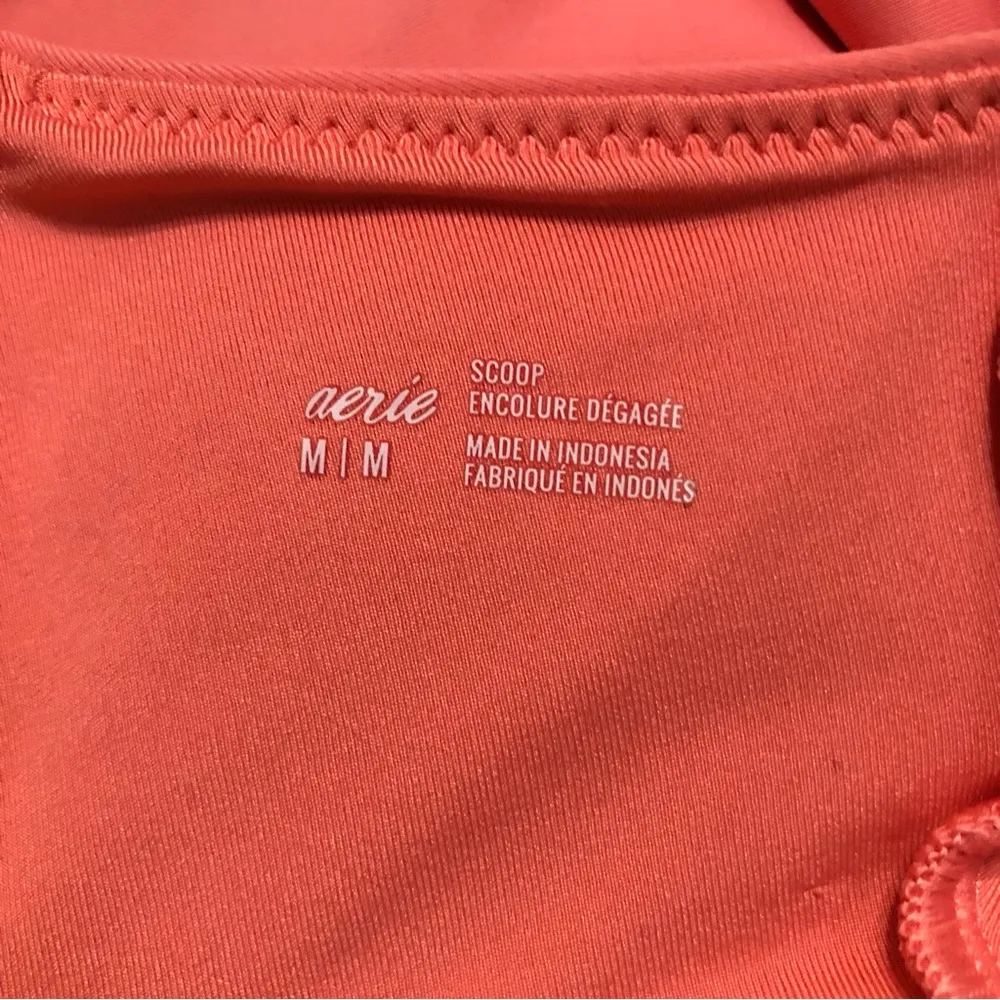 aerie
M | M
SCOOP
ENCOLURE DÉGAGÉE
MADE IN INDONESIA
FABRIQUÉ EN INDONÉS